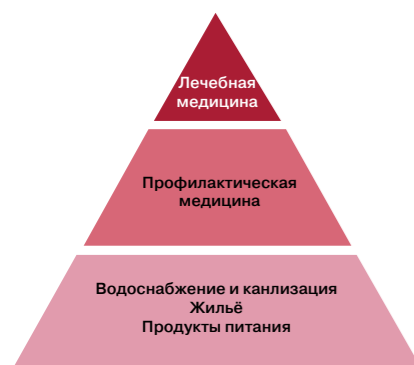 Лечебная
медицина
Профилактическая
медицина
Водоснабжение и канлизация
Жильё
Продукты питания